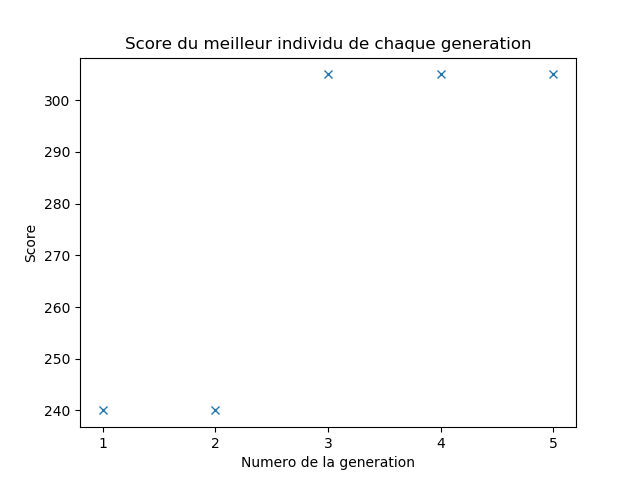 Score du meilleur individu de chaque generation
300
290
280
270
260
250
240
Score
1 2 3 4 5
Numero de la generation